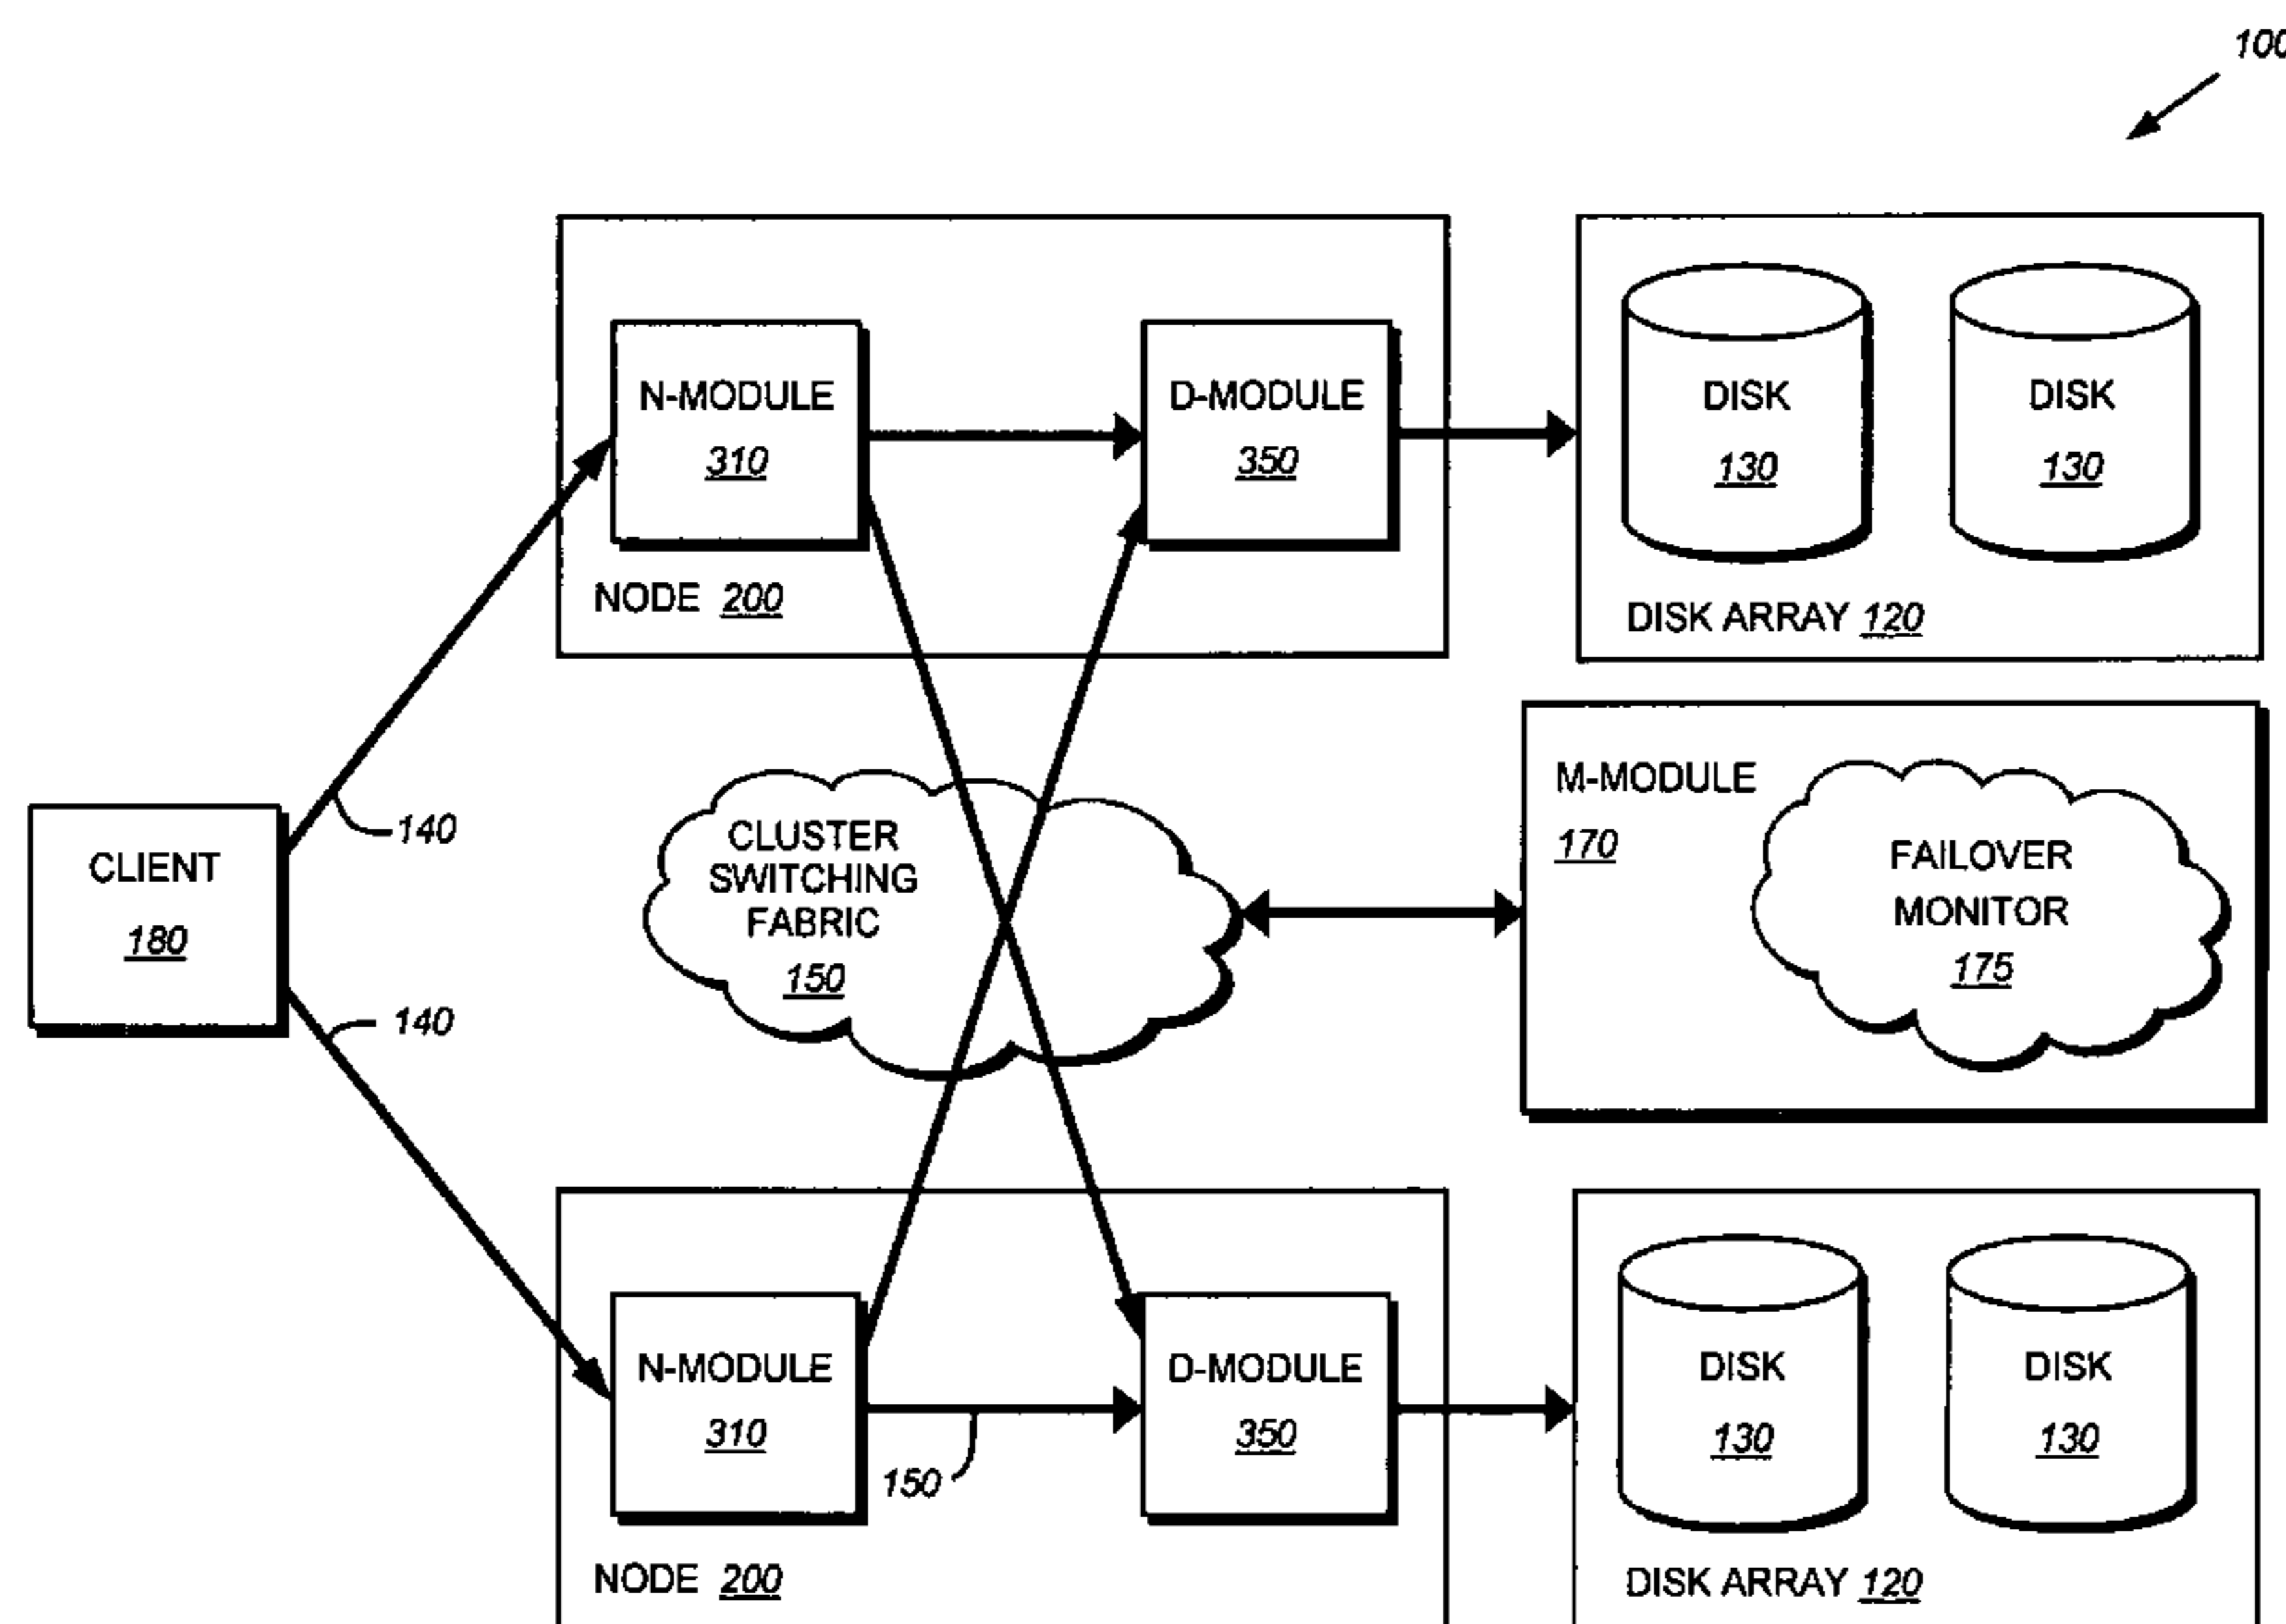 100
N-MODULE
310
D-MODULE
350
NODE 200
DISK
130
DISK
130
DISK ARRAY 120
CLIENT
180
140
140
CLUSTER
SWITCHING
FABRIC
150
M-MODULE
170
FAILOVER
MONITOR
175
N-MODULE
310
150
D-MODULE
350
NODE 200
DISK
130
DISK
130
DISK ARRAY 120